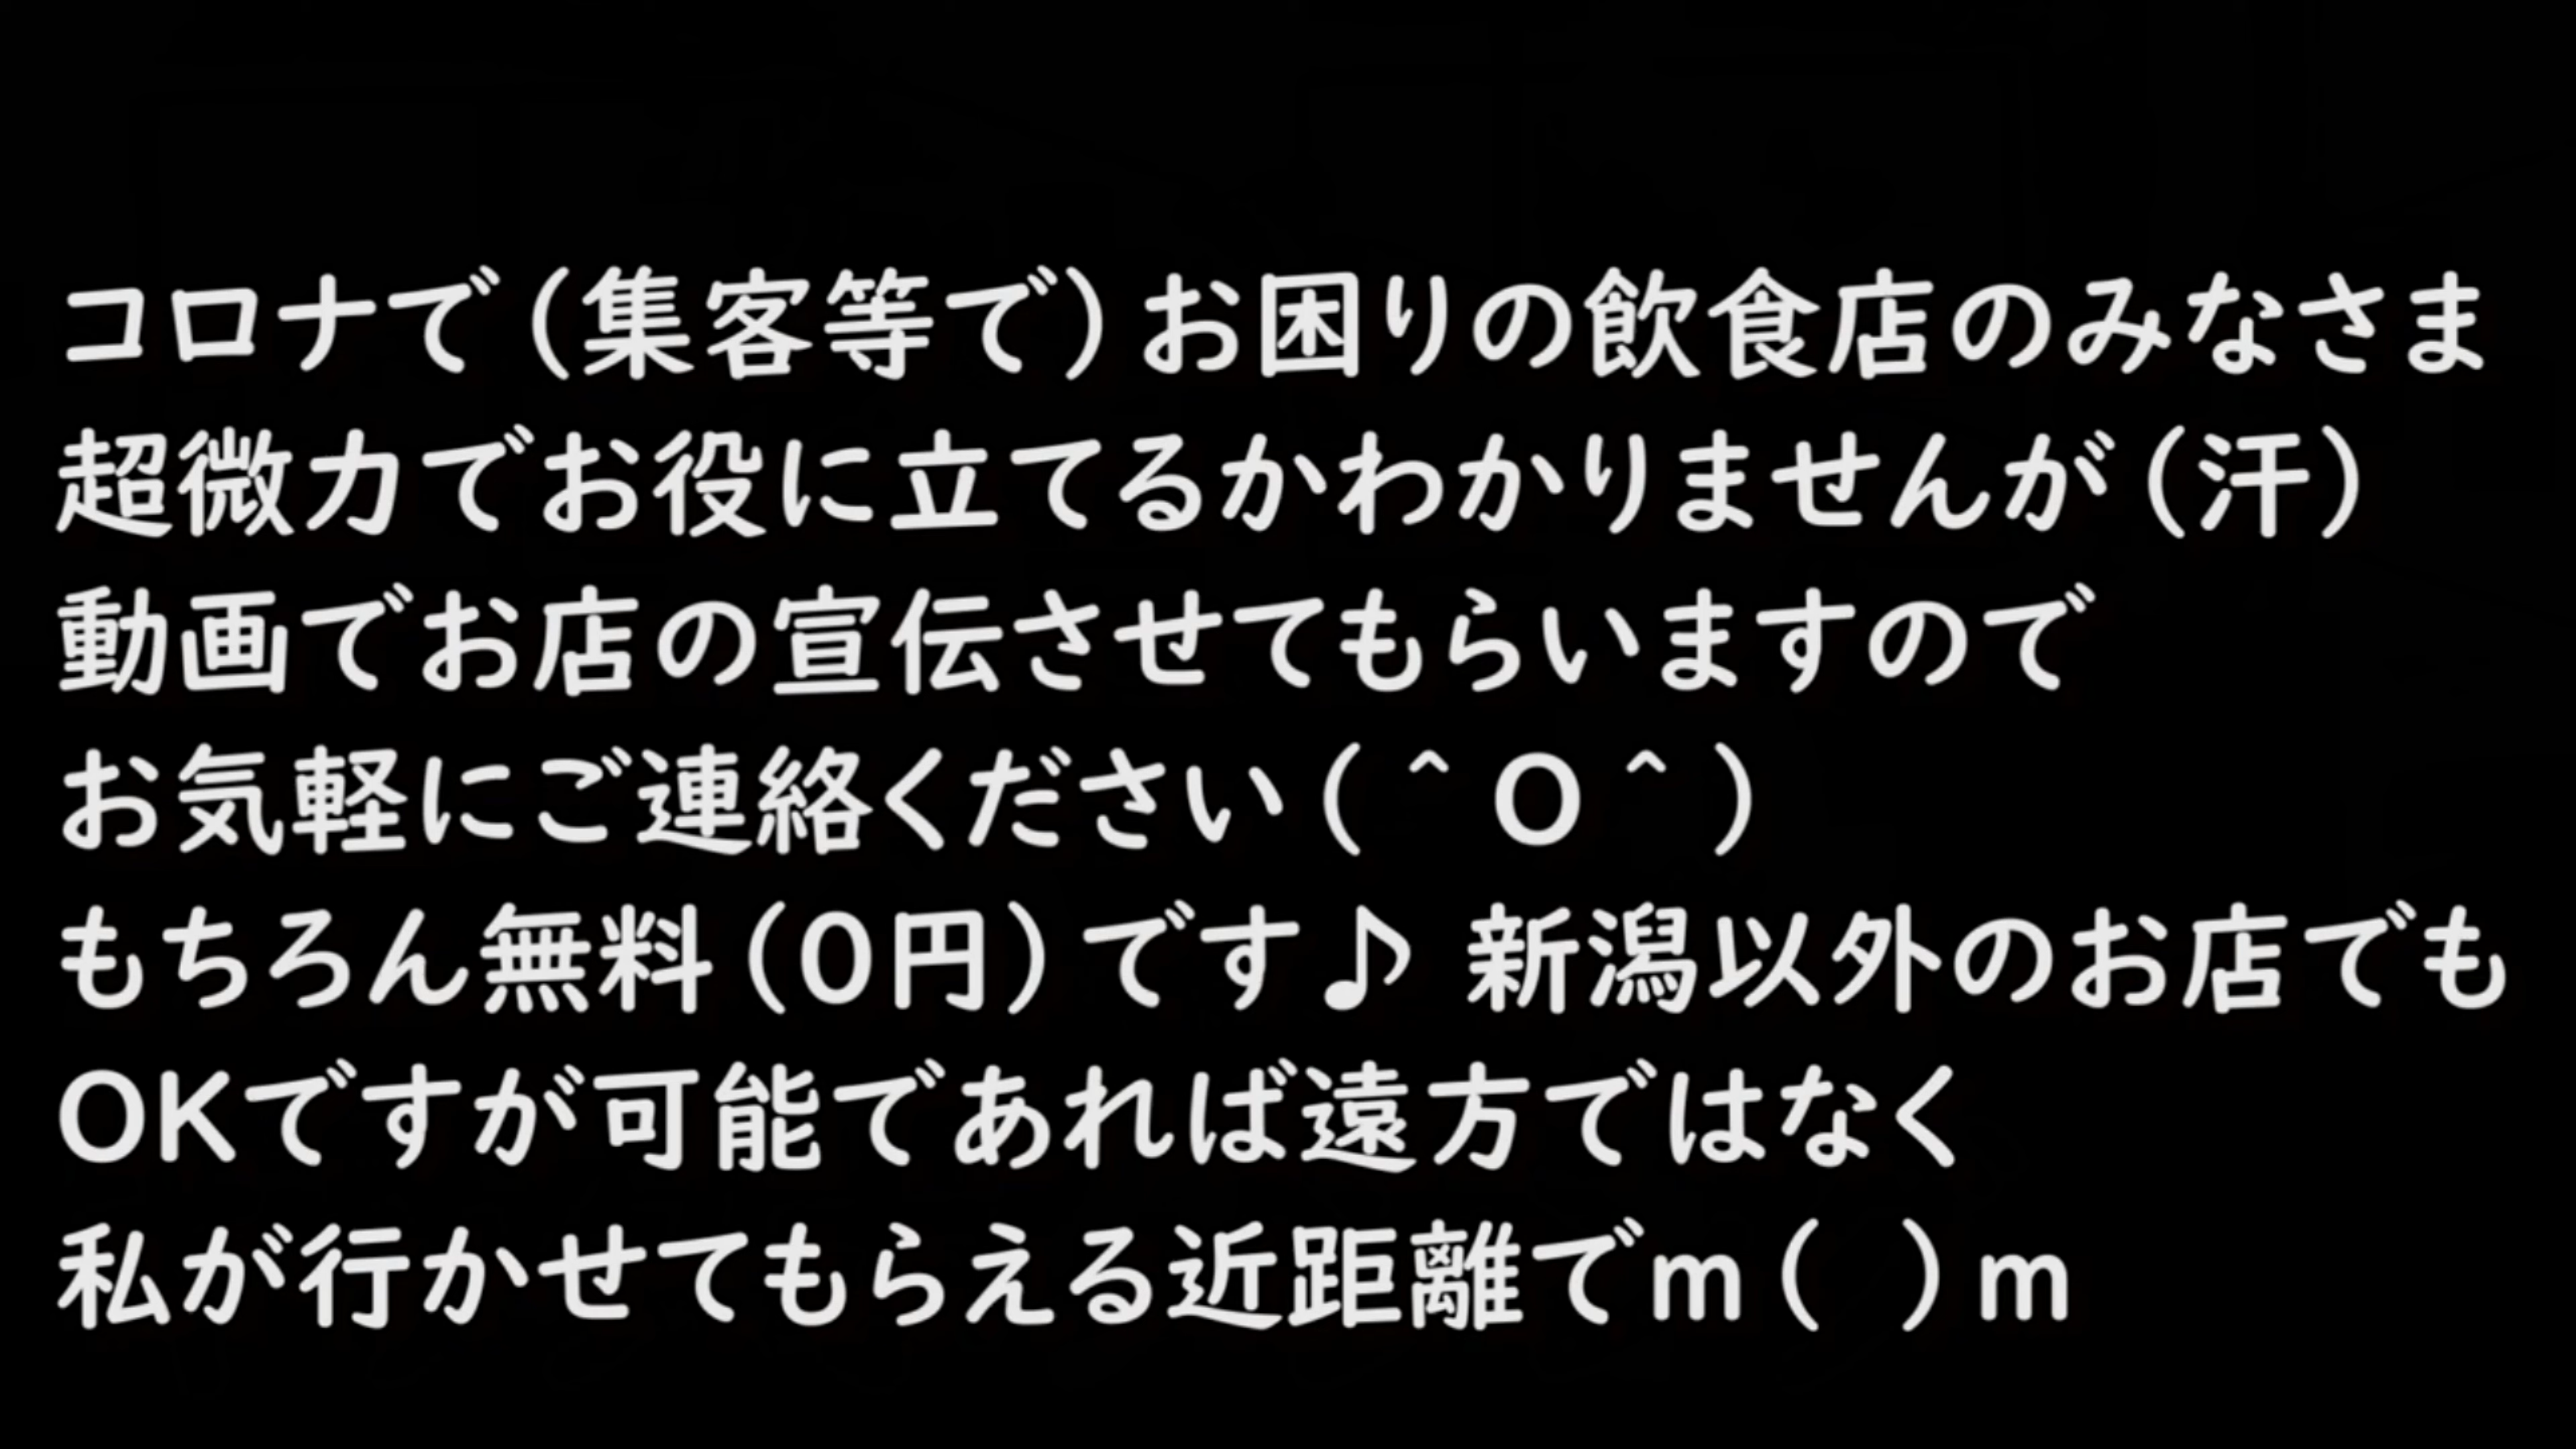 コロナで（集客等で）お困りの飲食店のみなさま
超微力でお役に立てるかわかりませんが（汗）
動画でお店の宣伝させてもらいますので
お気軽にご連絡ください（＾Ｏ＾）
もちろん無料（０円）です♪ 新潟以外のお店でも
OKですが可能であれば遠方ではなく
私が行かせてもらえる近距離でｍ（　）ｍ